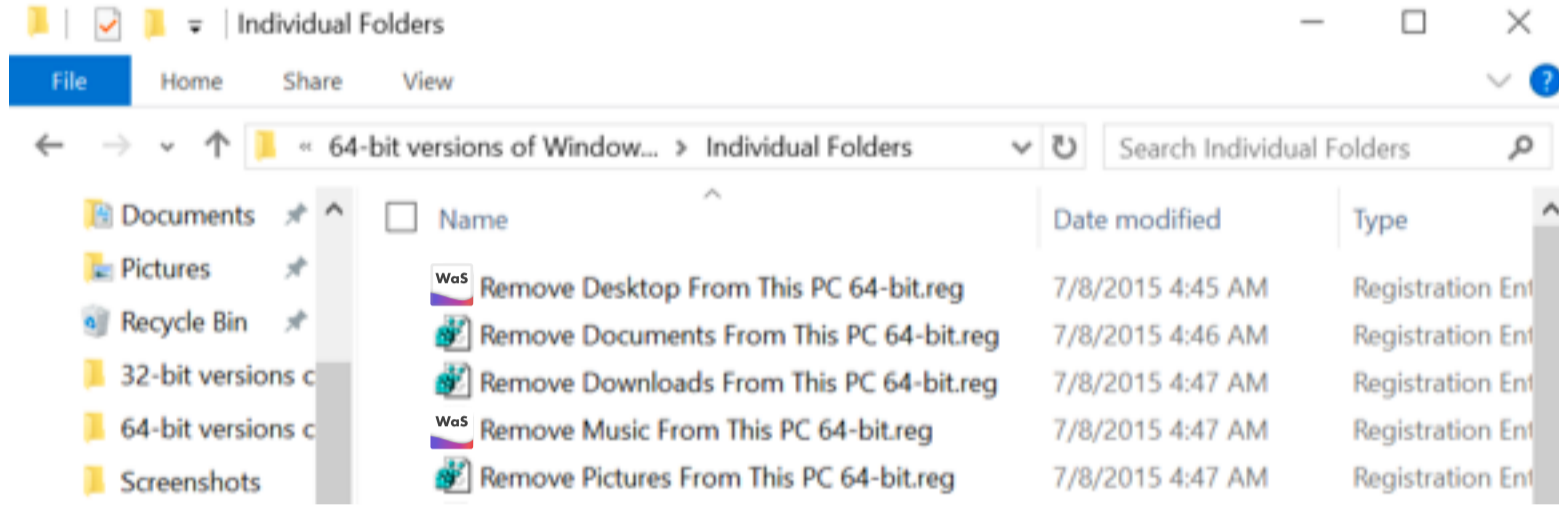 Individual Folders
File Home Share View ?
« 64-bit versions of Window... > Individual Folders Search Individual Folders
Documents
Pictures
Recycle Bin
32-bit versions c
64-bit versions c
Screenshots
Name Date modified Type
WaS Remove Desktop From This PC 64-bit.reg 7/8/2015 4:45 AM Registration Ent
Remove Documents From This PC 64-bit.reg 7/8/2015 4:46 AM Registration Ent
Remove Downloads From This PC 64-bit.reg 7/8/2015 4:47 AM Registration Ent
WaS Remove Music From This PC 64-bit.reg 7/8/2015 4:47 AM Registration Ent
Remove Pictures From This PC 64-bit.reg 7/8/2015 4:47 AM Registration Ent